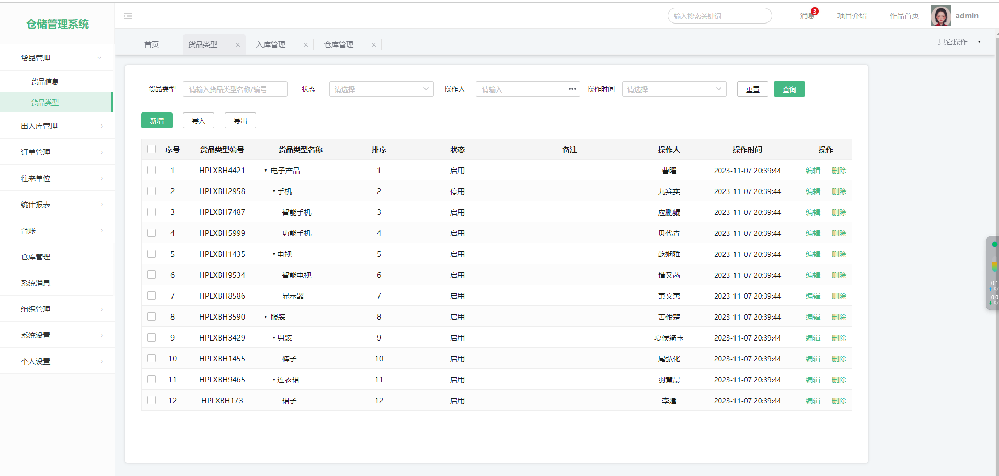 仓储管理系统
输入搜索关键词
消息
3
项目介绍
作品首页
admin
首页
货品类型
入库管理
仓库管理
其它操作
货品管理
货品信息
货品类型
出入库管理
订单管理
往来单位
统计报表
台账
仓库管理
系统消息
组织管理
系统设置
个人设置
货品类型 请输入货品类型名称/编号 状态 请选择 操作人 请输入 操作时间 请选择 重置 查询
新增 导入 导出
序号 货品类型编号 货品类型名称 排序 状态 备注 操作人 操作时间 操作
1 HPLXBH4421 电子产品 1 启用 曹曜 2023-11-07 20:39:44 编辑 删除
2 HPLXBH2958 手机 2 停用 九宾实 2023-11-07 20:39:44 编辑 删除
3 HPLXBH7487 智能手机 3 启用 应鹏鲲 2023-11-07 20:39:44 编辑 删除
4 HPLXBH5999 功能手机 4 启用 贝代卉 2023-11-07 20:39:44 编辑 删除
5 HPLXBH1435 电视 5 启用 乾娴雅 2023-11-07 20:39:44 编辑 删除
6 HPLXBH9534 智能电视 6 启用 错又菡 2023-11-07 20:39:44 编辑 删除
7 HPLXBH8586 显示器 7 启用 萧文惠 2023-11-07 20:39:44 编辑 删除
8 HPLXBH3590 服装 8 启用 苦俊楚 2023-11-07 20:39:44 编辑 删除
9 HPLXBH3429 男装 9 启用 夏侯绮玉 2023-11-07 20:39:44 编辑 删除
10 HPLXBH1455 裤子 10 启用 尾弘化 2023-11-07 20:39:44 编辑 删除
11 HPLXBH9465 连衣裙 11 启用 羽慧晨 2023-11-07 20:39:44 编辑 删除
12 HPLXBH173 裙子 12 启用 李建 2023-11-07 20:39:44 编辑 删除
0.1
K/
0.0
K/